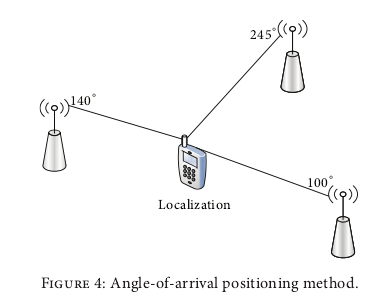 245°
140°
100°
Localization
FIGURE 4: Angle-of-arrival positioning method.